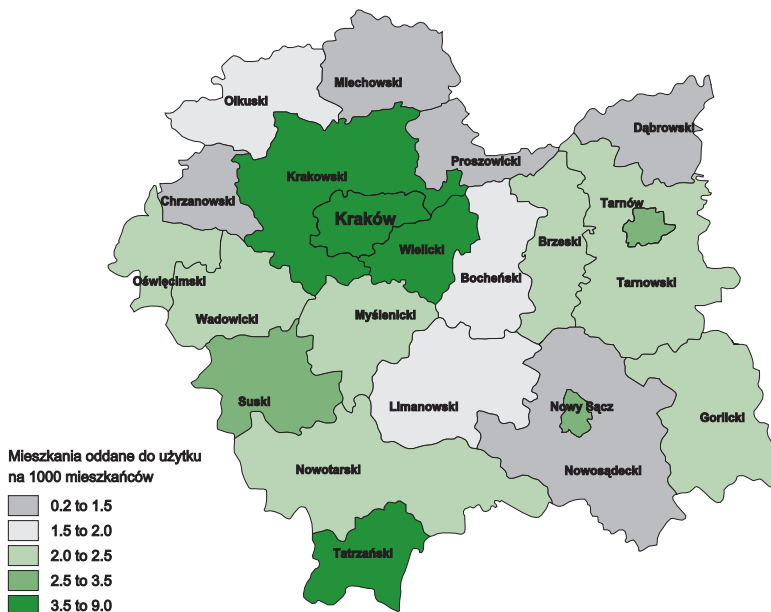 Miechowski
Olkuski
Dąbrowski
Proszowicki
Krakowski
Chrzanowski
Tarnów
Kraków
Wielicki
Brzeski
Bocheński
Oświęcimski
Tarnowski
Wadowicki
Myślenicki
Suski
Limanowski
Nowy Sącz
Gorlicki
Nowotarski
Nowosądecki
Tatrzański
Mieszkania oddane do użytku
na 1000 mieszkańców
0.2 to 1.5
1.5 to 2.0
2.0 to 2.5
2.5 to 3.5
3.5 to 9.0